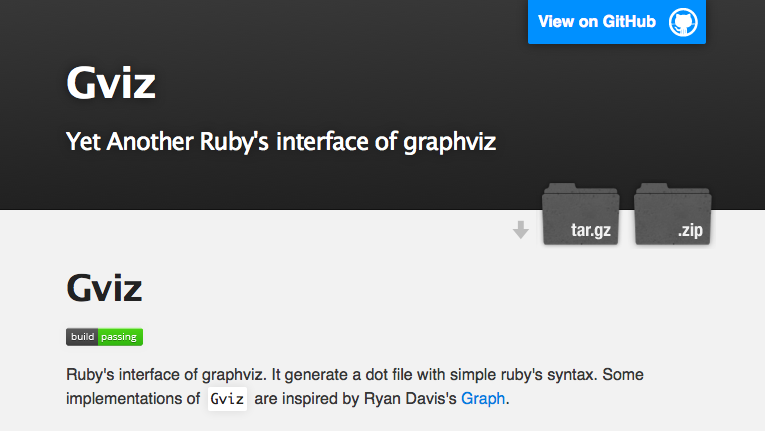 View on GitHub
Gviz
Yet Another Ruby's interface of graphviz
tar.gz
.zip
Gviz
build passing
Ruby's interface of graphviz. It generate a dot file with simple ruby's syntax. Some
implementations of Gviz are inspired by Ryan Davis's Graph.